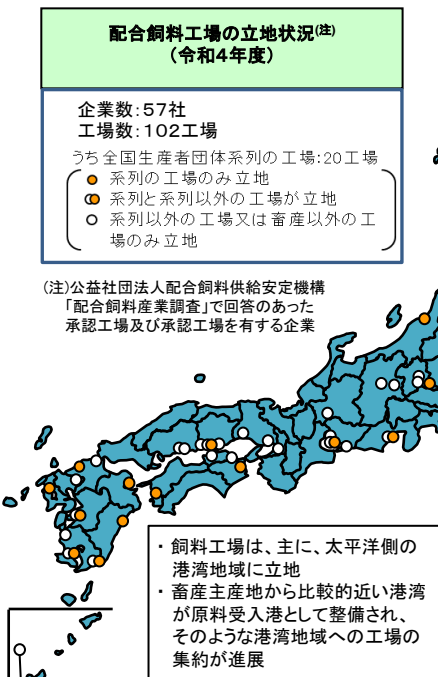 配合飼料工場の立地状況(注)
(令和4年度)
企業数:57社
工場数:102工場
うち全国生産者団体系列の工場:20工場
系列の工場のみ立地
系列と系列以外の工場が立地
系列以外の工場又は畜産以外の工
場のみ立地
(注)公益社団法人配合飼料供給安定機構
「配合飼料産業調査」で回答のあった
承認工場及び承認工場を有する企業
・飼料工場は、主に、太平洋側の
港湾地域に立地
・畜産主産地から比較的近い港湾
が原料受入港として整備され、
そのような港湾地域への工場の
集約が進展